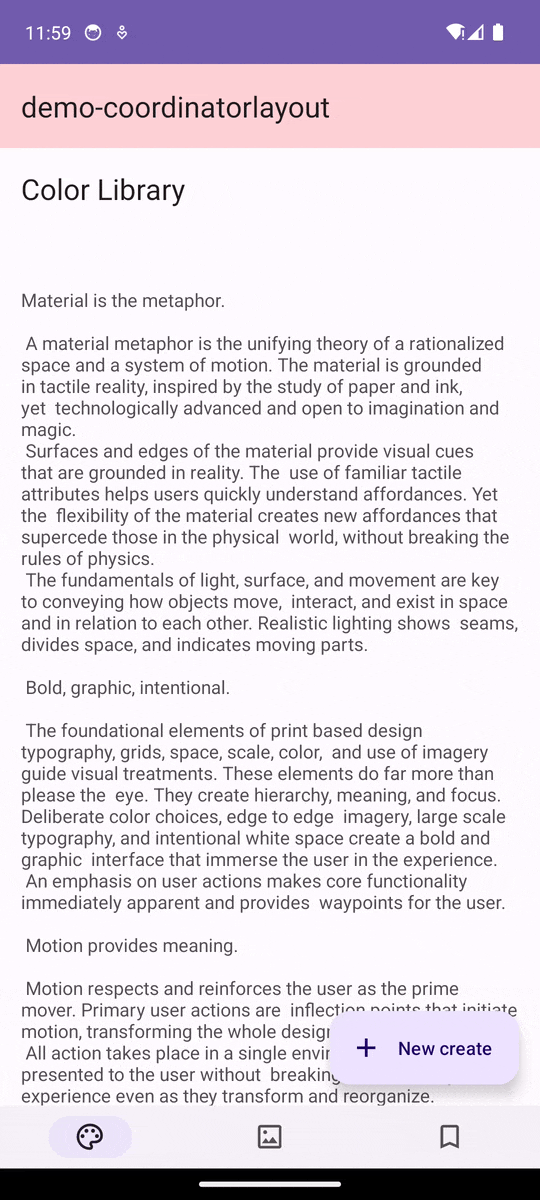 11:59
demo-coordinatorlayout
Color Library
Material is the metaphor.
A material metaphor is the unifying theory of a rationalized
space and a system of motion. The material is grounded
in tactile reality, inspired by the study of paper and ink,
yet  technologically advanced and open to imagination and
magic.
Surfaces and edges of the material provide visual cues
that are grounded in reality. The  use of familiar tactile
attributes helps users quickly understand affordances. Yet
the  flexibility of the material creates new affordances that
supercede those in the physical  world, without breaking the
rules of physics.
The fundamentals of light, surface, and movement are key
to conveying how objects move,  interact, and exist in space
and in relation to each other. Realistic lighting shows  seams,
divides space, and indicates moving parts.
Bold, graphic, intentional.
The foundational elements of print based design
typography, grids, space, scale, color,  and use of imagery
guide visual treatments. These elements do far more than
please the  eye. They create hierarchy, meaning, and focus.
Deliberate color choices, edge to edge  imagery, large scale
typography, and intentional white space create a bold and
graphic  interface that immerse the user in the experience.
An emphasis on user actions makes core functionality
immediately apparent and provides  waypoints for the user.
Motion provides meaning.
Motion respects and reinforces the user as the prime
mover. Primary user actions are  inflection points that initiate
motion, transforming the whole design
All action takes place in a single
presented to the user without  breaking
experience even as they transform and reorganize.
New create